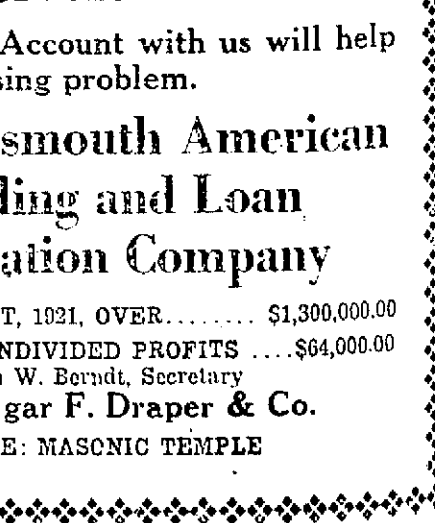 Account with us will help
sing problem.
smouth American
ding and Loan
ation Company
T, 1921, OVER........ $1,300,000.00
NDIVIDED PROFITS ....$64,000.00
W. Berndt, Secretary
gar F. Draper & Co.
E: MASONIC TEMPLE